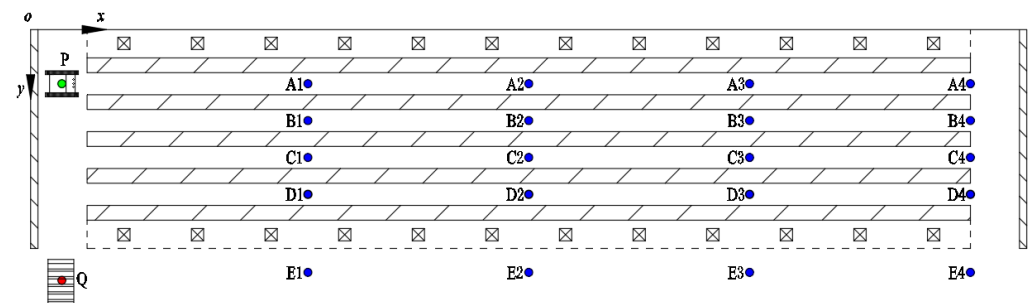 o x
P
y
A1 A2 A3 A4
B1 B2 B3 B4
C1 C2 C3 C4
D1 D2 D3 D4
Q
E1 E2 E3 E4